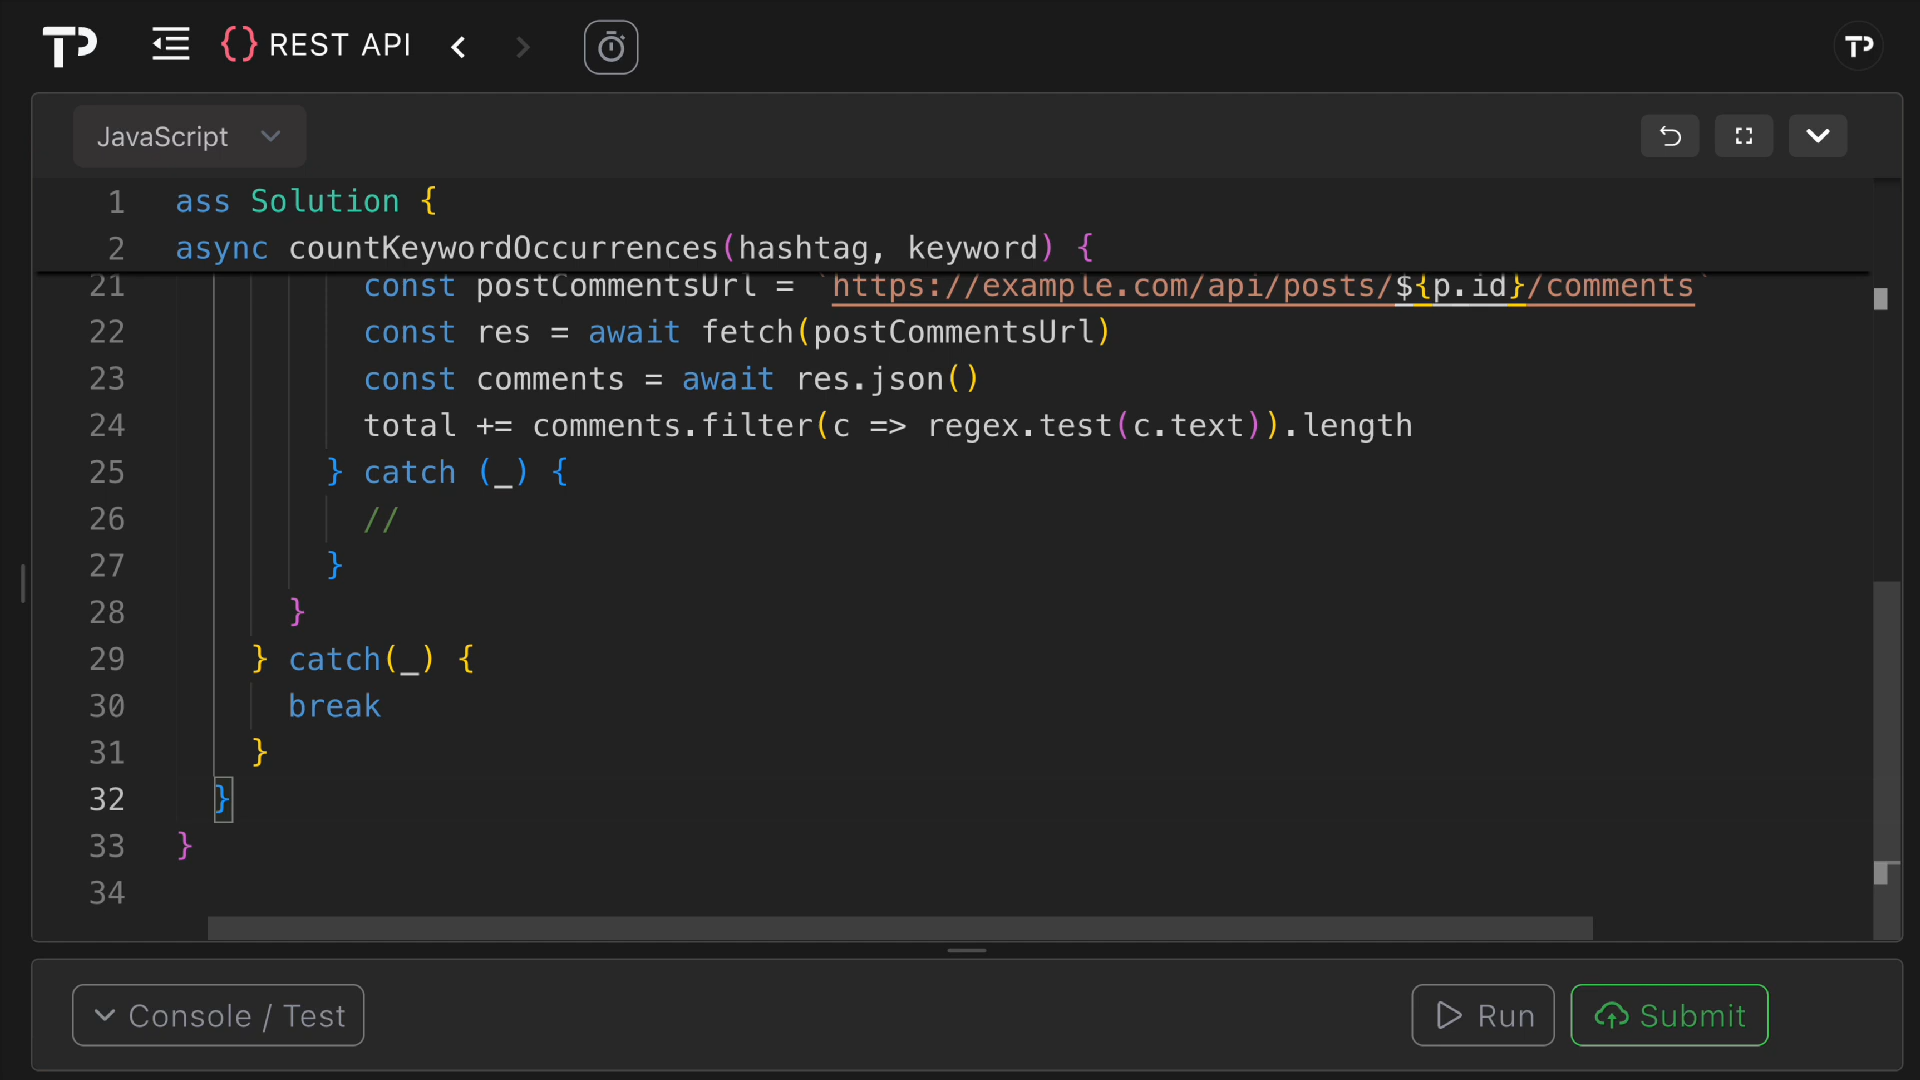 TP
{} REST API
TP
JavaScript
1 ass Solution {
2 async countKeywordOccurrences(hashtag, keyword) {
21 const postCommentsUrl = `https://example.com/api/posts/${p.id}/comments`
22 const res = await fetch(postCommentsUrl)
23 const comments = await res.json()
24 total += comments.filter(c => regex.test(c.text)).length
25 } catch (_) {
26 //
27 }
28 }
29 } catch(_) {
30 break
31 }
32 }
33 }
34
Console / Test
Run
Submit